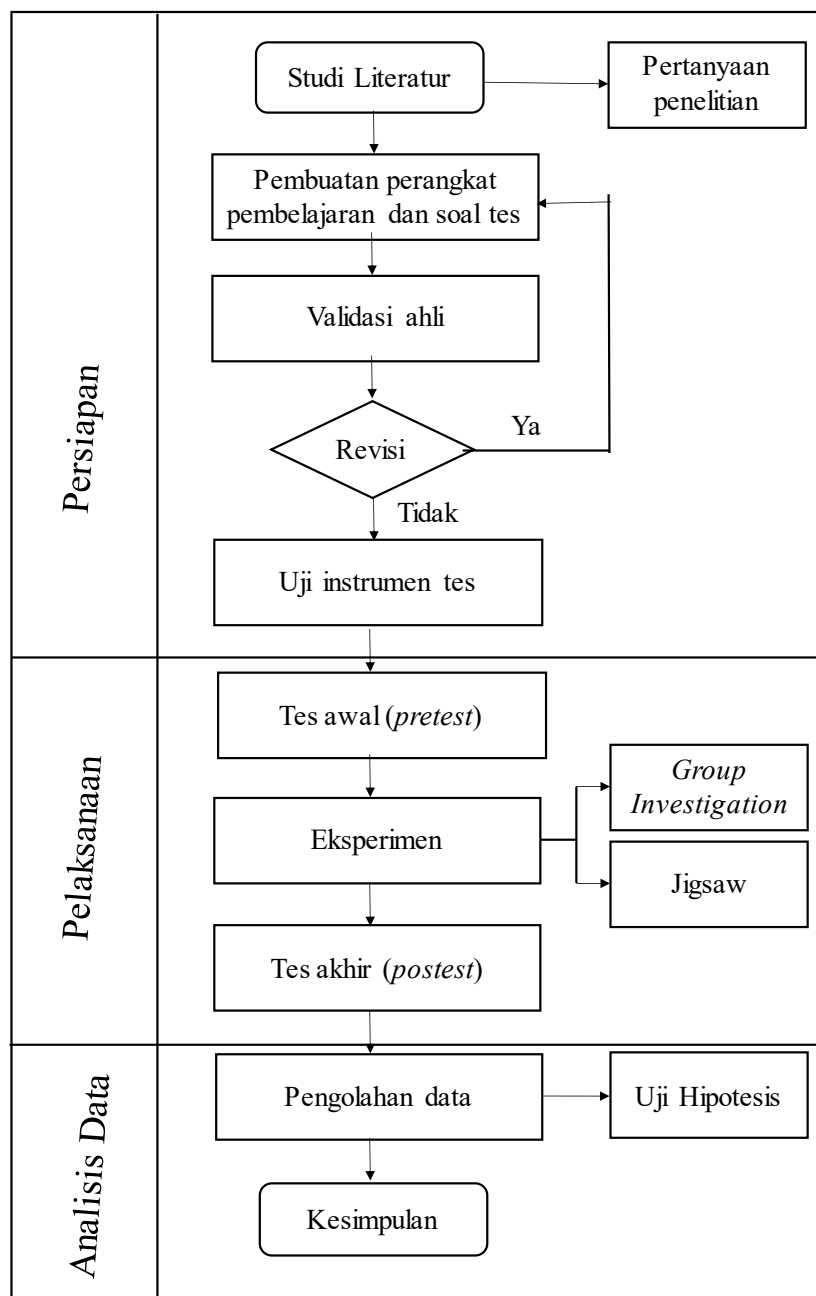 Persiapan
Studi Literatur
Pertanyaan
penelitian
Pembuatan perangkat
pembelajaran dan soal tes
Validasi ahli
Revisi
Ya
Tidak
Uji instrumen tes
Pelaksanaan
Tes awal (pretest)
Eksperimen
Group
Investigation
Jigsaw
Tes akhir (postest)
Analisis Data
Pengolahan data
Uji Hipotesis
Kesimpulan